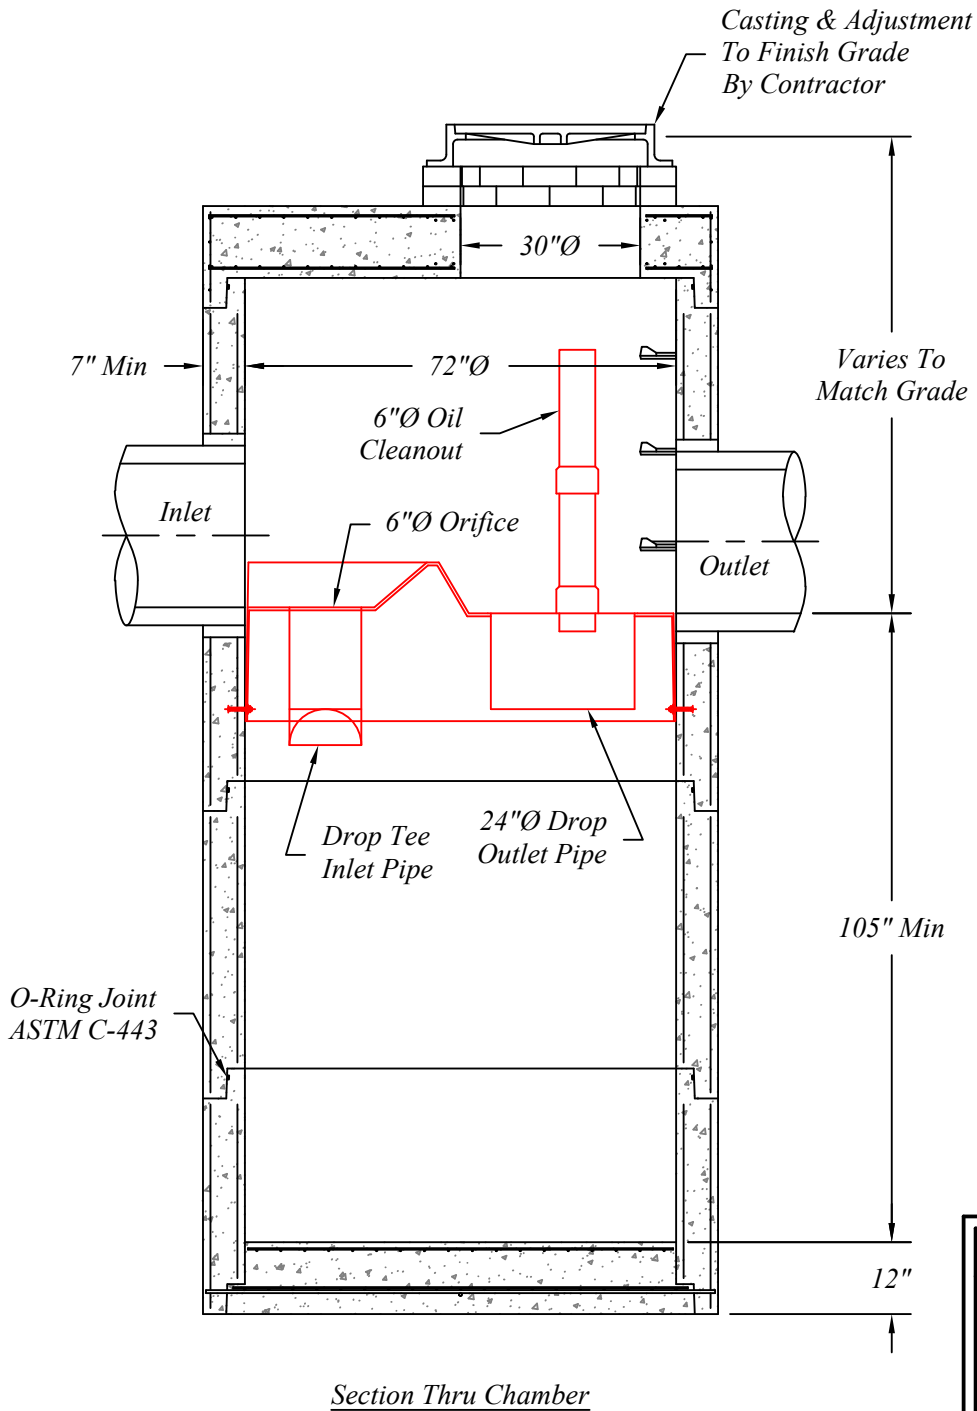 Casting & Adjustment
To Finish Grade
By Contractor
30"Ø
7" Min
72"Ø
Varies To
Match Grade
6"Ø Oil
Cleanout
Inlet
6"Ø Orifice
Outlet
Drop Tee
Inlet Pipe
24"Ø Drop
Outlet Pipe
105" Min
O-Ring Joint
ASTM C-443
12"
Section Thru Chamber